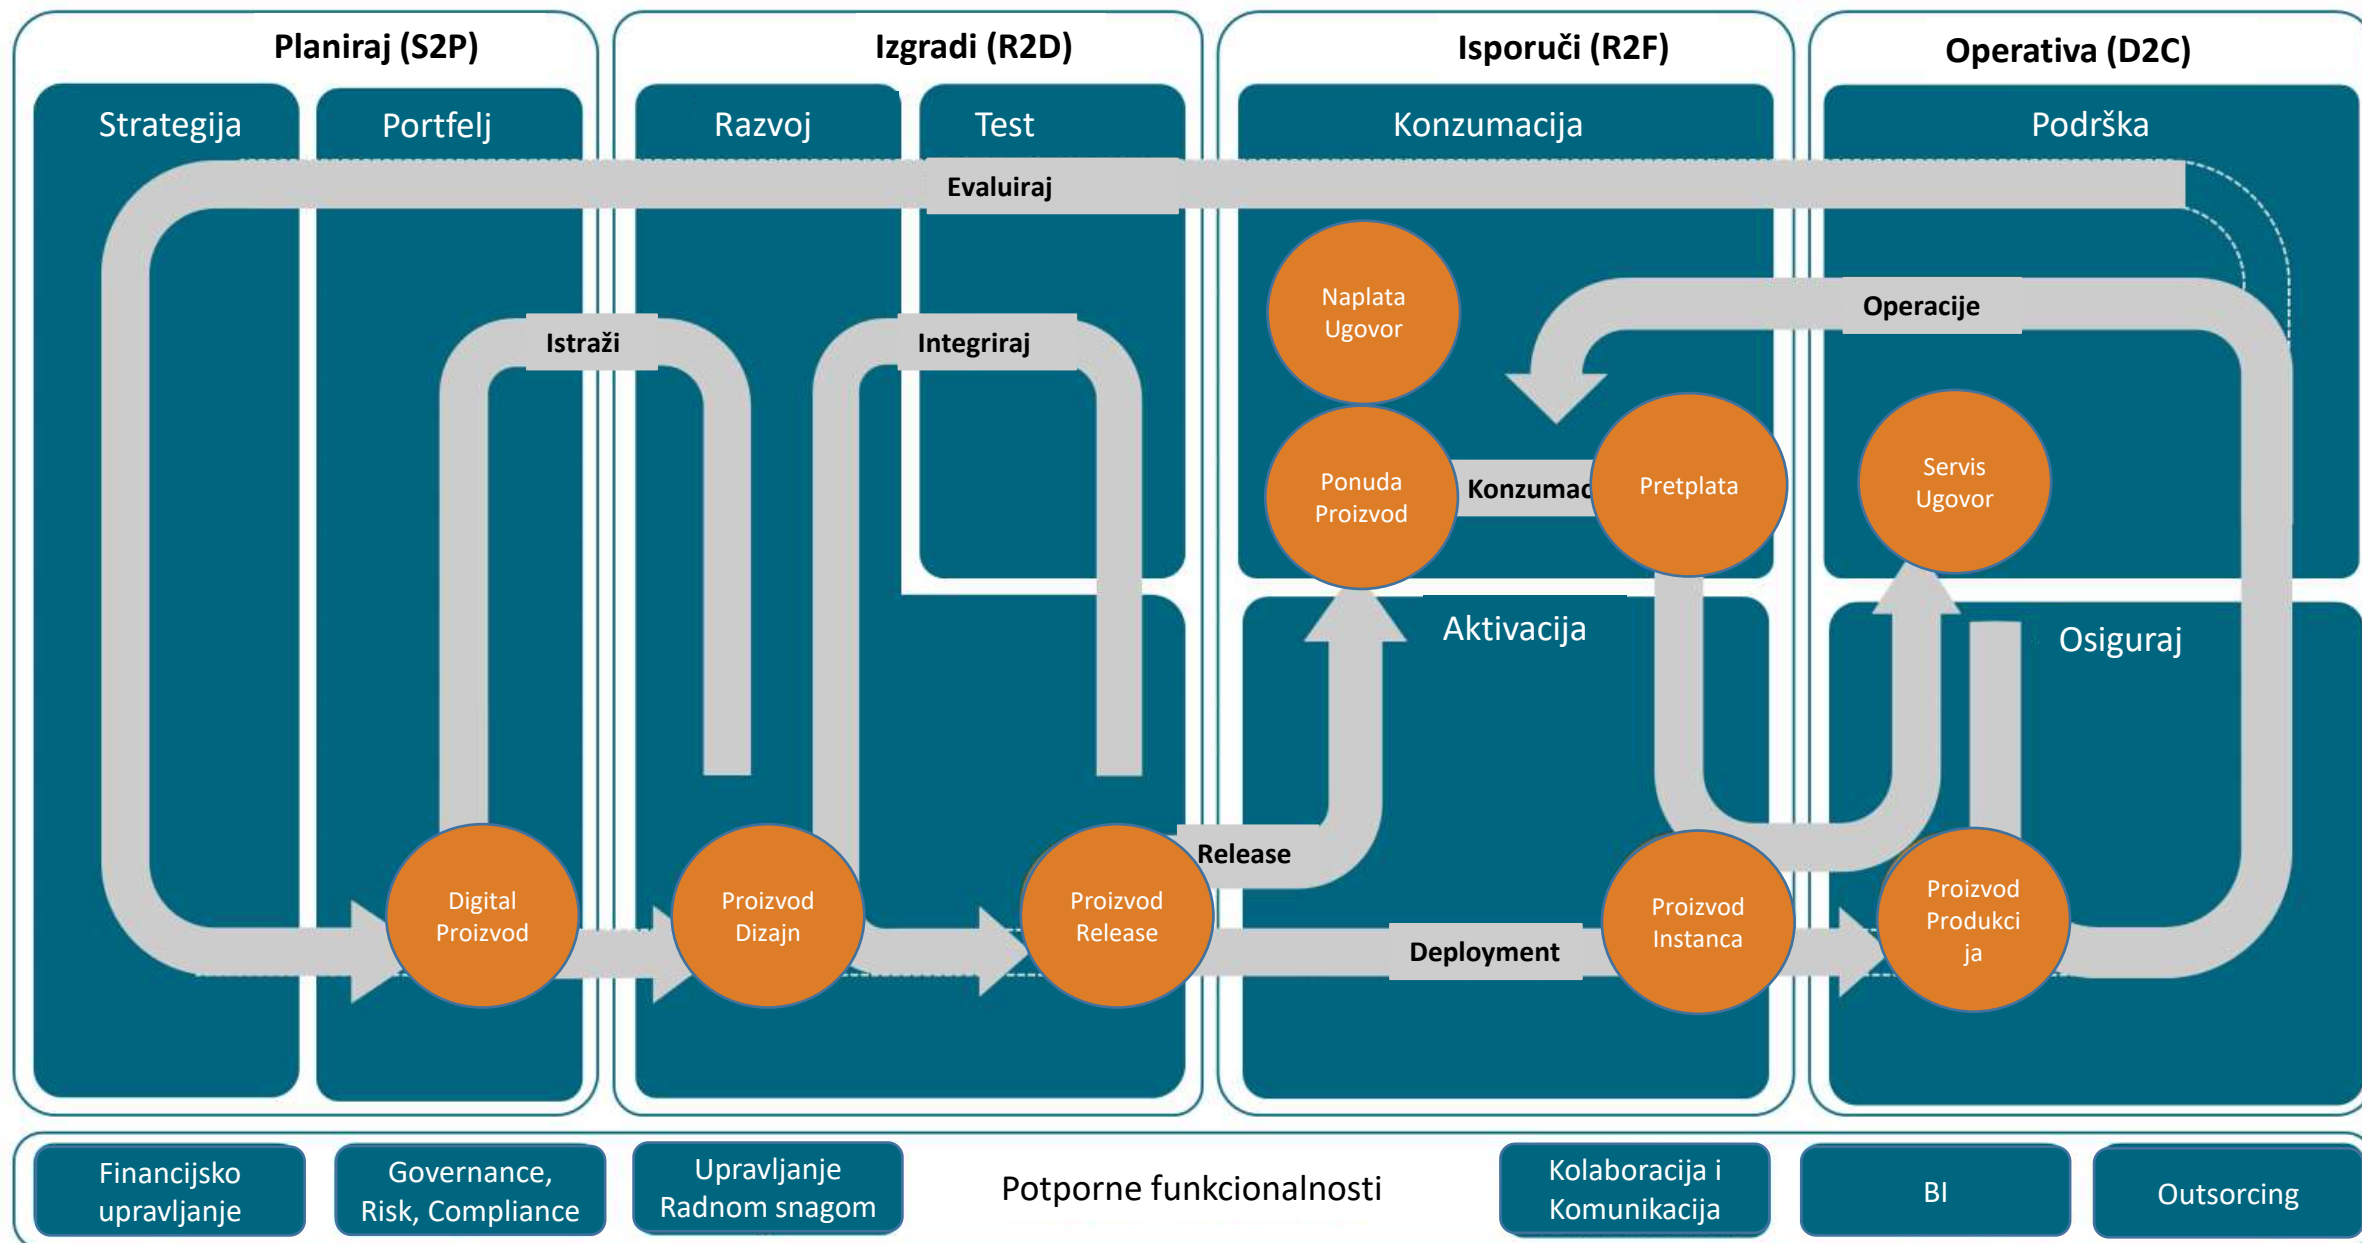 Planiraj (S2P)
Izgradi (R2D)
Isporuči (R2F)
Operativa (D2C)
Strategija
Portfelj
Razvoj
Test
Konzumacija
Podrška
Evaluiraj
Naplata
Ugovor
Operacije
Istraži
Integriraj
Ponuda
Proizvod
Konzumac
Pretplata
Servis
Ugovor
Aktivacija
Osiguraj
Release
Digital
Proizvod
Proizvod
Dizajn
Proizvod
Release
Deployment
Proizvod
Instanca
Proizvod
Produkci
ja
Financijsko
upravljanje
Governance,
Risk, Compliance
Upravljanje
Radnom snagom
Potporne funkcionalnosti
Kolaboracija i
Komunikacija
BI
Outsorcing